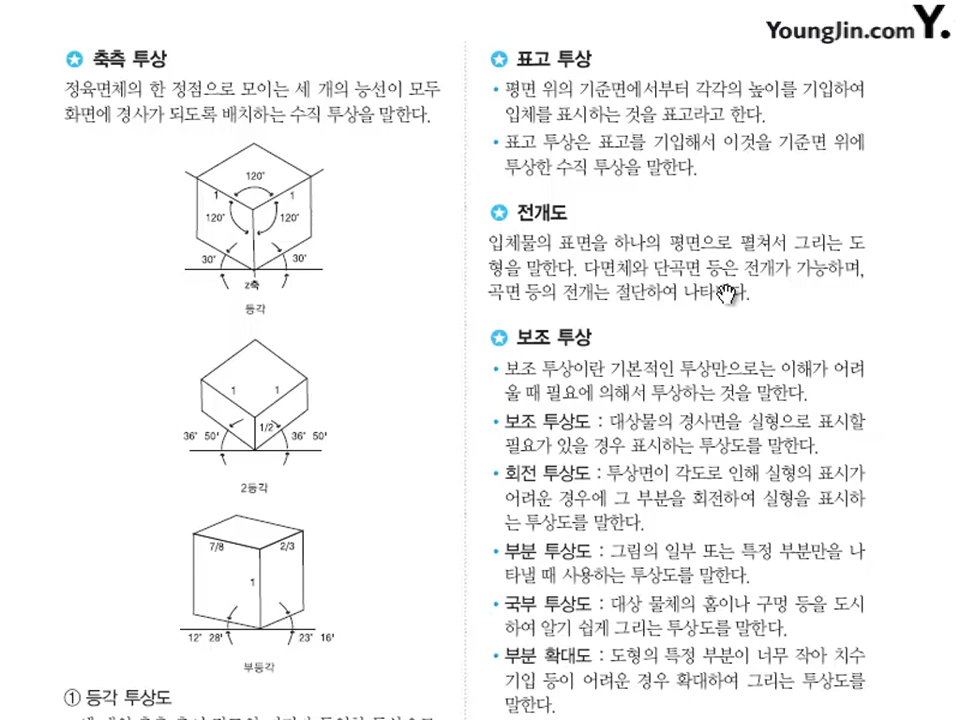 YoungJin.com Y.
축측 투상
정육면체의 한 정점으로 모이는 세 개의 능선이 모두
화면에 경사가 되도록 배치하는 수직 투상을 말한다.
120°
1
1
120°
120°
30°
30°
z축
등각
1
1
1/2
36° 50′
36° 50′
2등각
7/8
2/3
1
12° 28′
23° 16′
부등각
① 등각 투상도
표고 투상
• 평면 위의 기준면에서부터 각각의 높이를 기입하여
입체를 표시하는 것을 표고라고 한다.
• 표고 투상은 표고를 기입해서 이것을 기준면 위에
투상한 수직 투상을 말한다.
전개도
입체물의 표면을 하나의 평면으로 펼쳐서 그리는 도
형을 말한다. 다면체와 단곡면 등은 전개가 가능하며,
곡면 등의 전개는 절단하여 나타낸다.
보조 투상
• 보조 투상이란 기본적인 투상만으로는 이해가 어려
울 때 필요에 의해서 투상하는 것을 말한다.
• 보조 투상도 : 대상물의 경사면을 실형으로 표시할
필요가 있을 경우 표시하는 투상도를 말한다.
• 회전 투상도 : 투상면이 각도로 인해 실형의 표시가
어려운 경우에 그 부분을 회전하여 실형을 표시하
는 투상도를 말한다.
• 부분 투상도 : 그림의 일부 또는 특정 부분만을 나
타낼 때 사용하는 투상도를 말한다.
• 국부 투상도 : 대상 물체의 홈이나 구멍 등을 도시
하여 알기 쉽게 그리는 투상도를 말한다.
• 부분 확대도 : 도형의 특정 부분이 너무 작아 치수
기입 등이 어려운 경우 확대하여 그리는 투상도를
말한다.